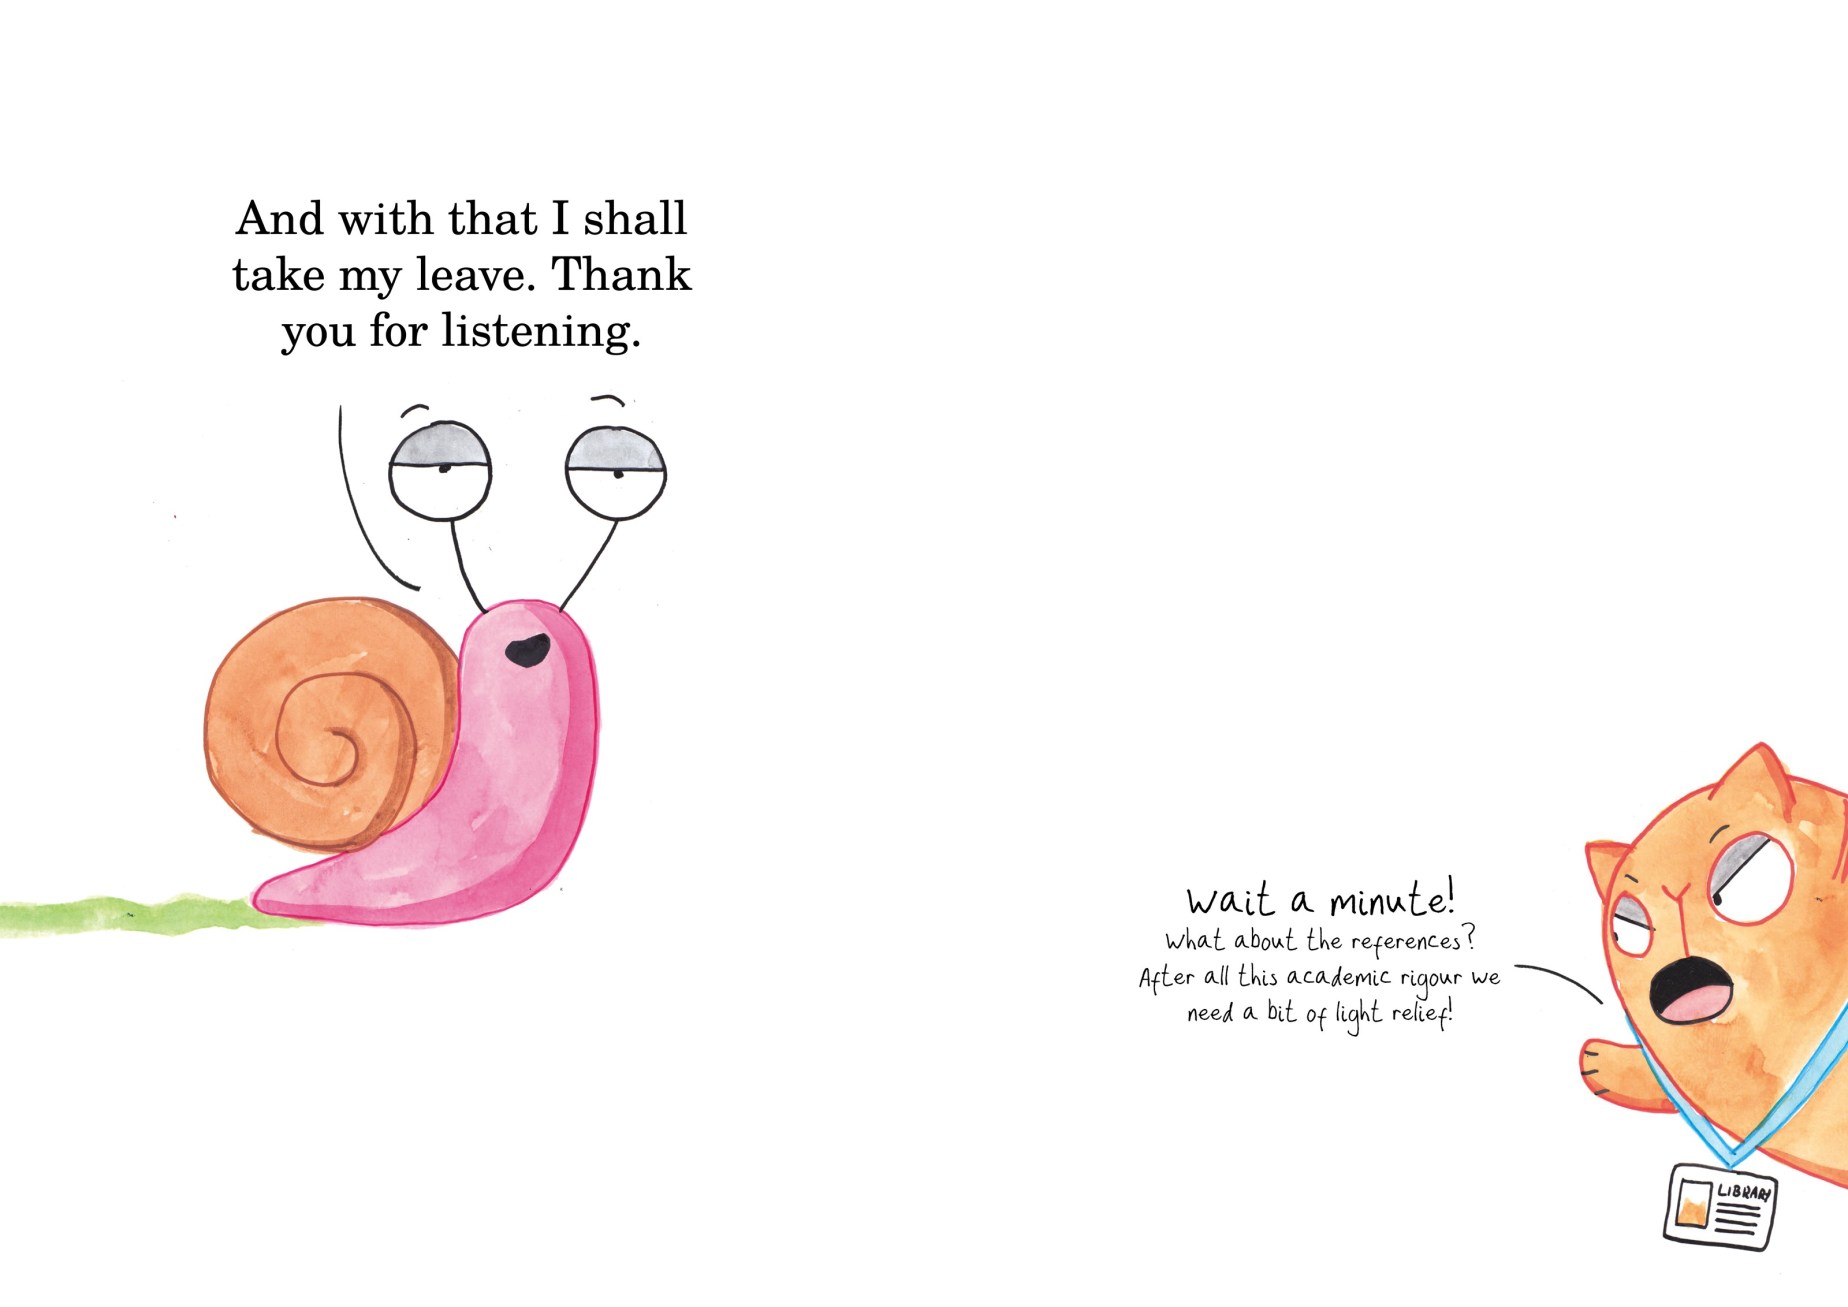 And with that I shall
take my leave. Thank
you for listening.
Wait a minute!
What about the references?
After all this academic rigour we
need a bit of light relief!
LIBRARY